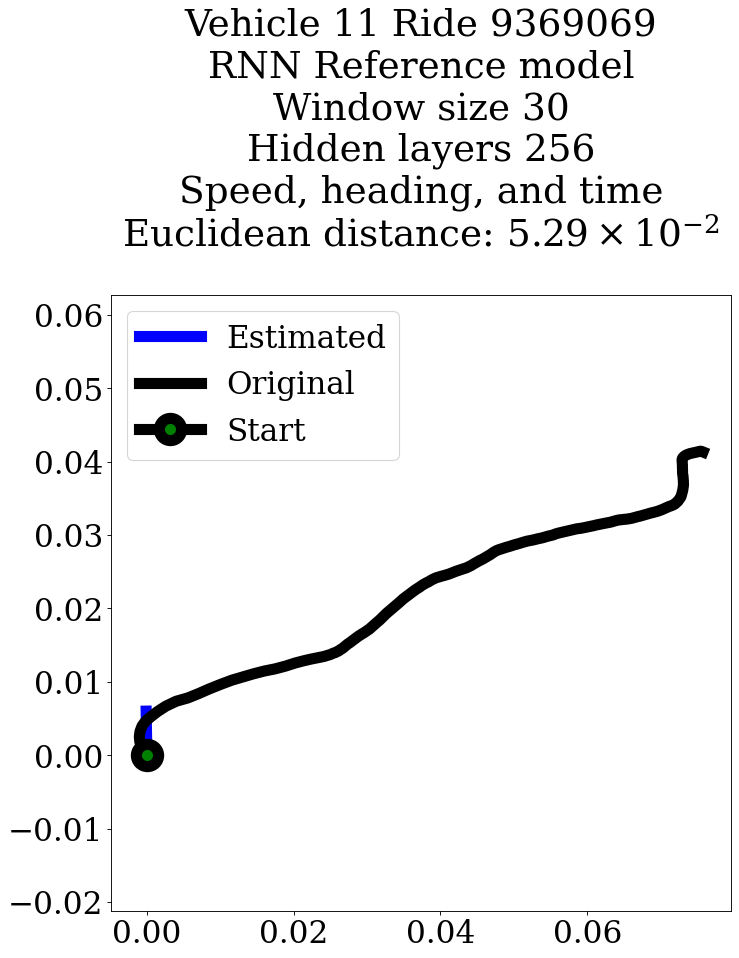 Vehicle 11 Ride 9369069
RNN Reference model
Window size 30
Hidden layers 256
Speed, heading, and time
Euclidean distance: 5.29 × 10⁻²
0.06
0.05
0.04
0.03
0.02
0.01
0.00
−0.01
−0.02
Estimated
Original
Start
0.00 0.02 0.04 0.06